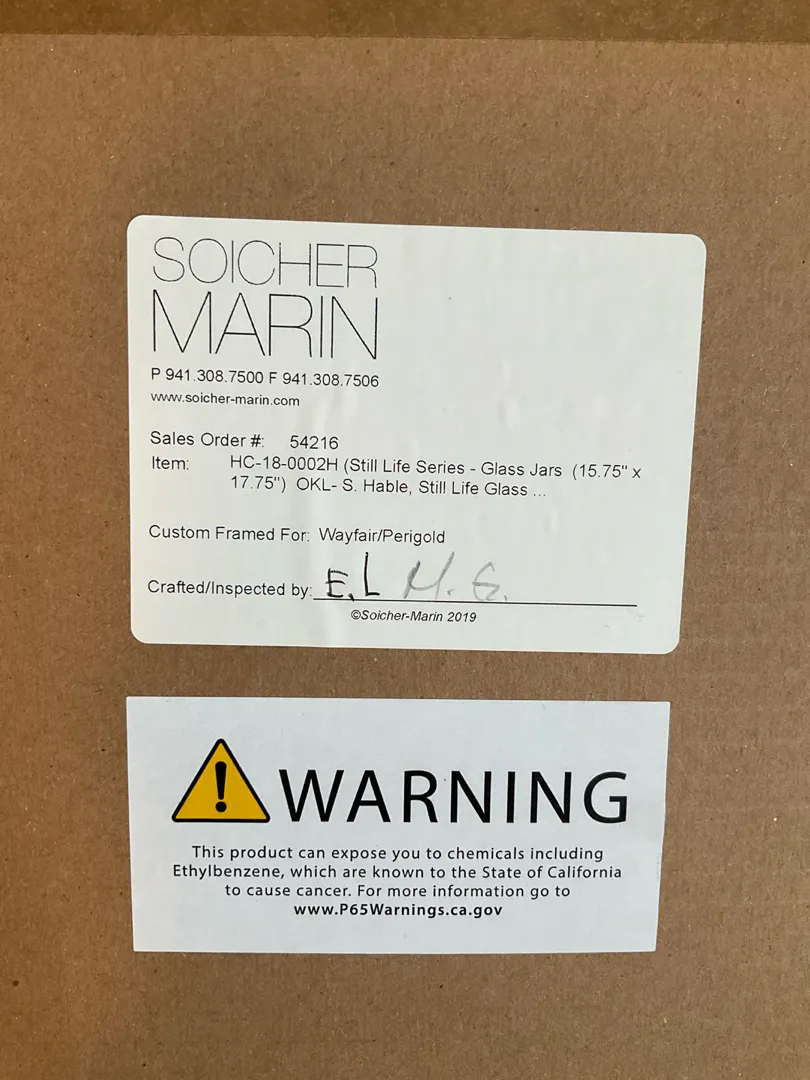 SOICHER
MARIN
P 941.308.7500 F 941.308.7506
www.soicher-marin.com
Sales Order #: 54216
Item: HC-18-0002H (Still Life Series - Glass Jars (15.75" x
17.75") OKL- S. Hable, Still Life Glass ...
Custom Framed For: Wayfair/Perigold
Crafted/Inspected by: E.L M.G.
©Soicher-Marin 2019
WARNING
This product can expose you to chemicals including
Ethylbenzene, which are known to the State of California
to cause cancer. For more information go to
www.P65Warnings.ca.gov